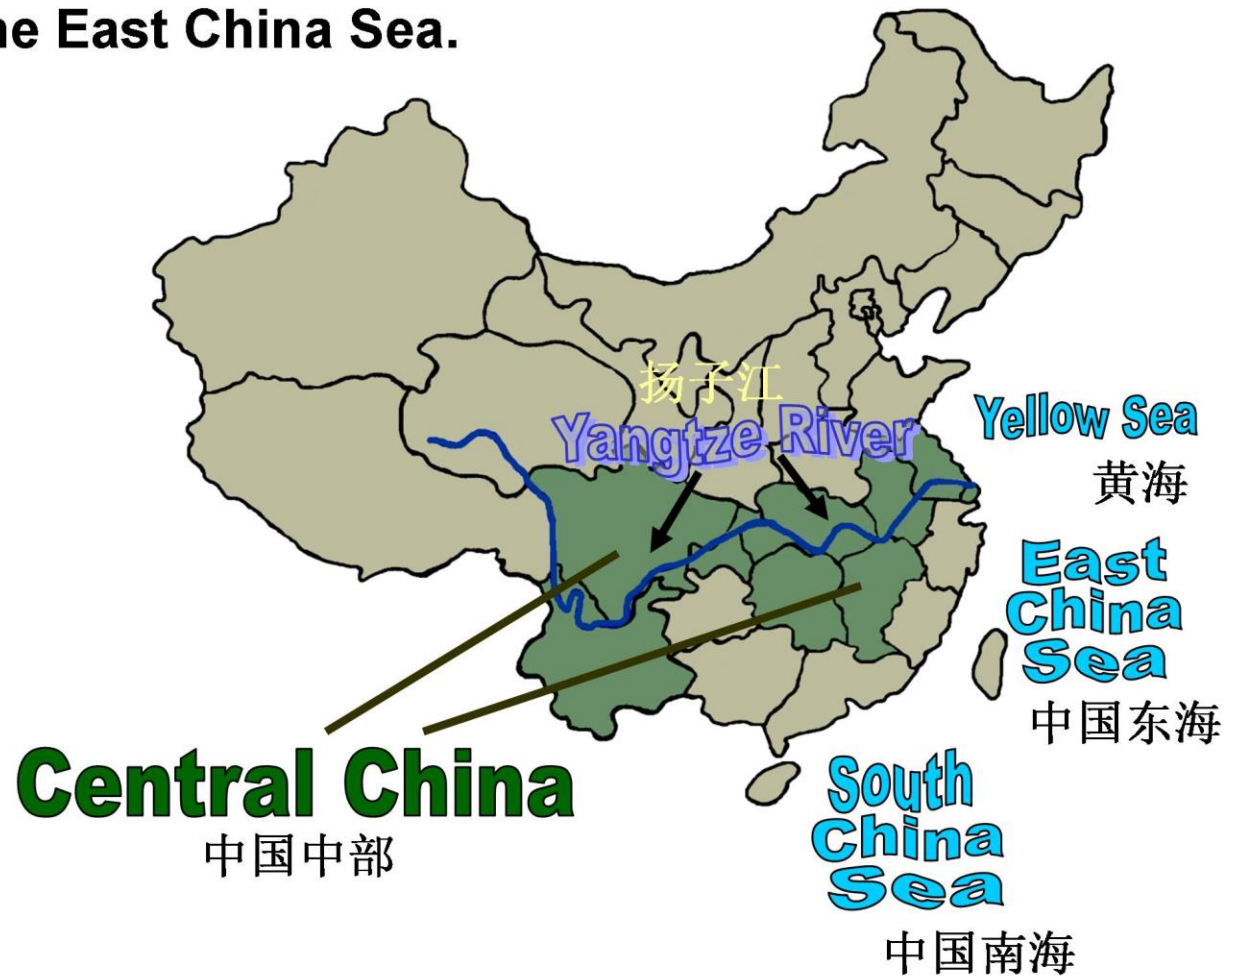 he East China Sea.
扬子江
Yangtze River
Yellow Sea
黄海
East
China
Sea
中国东海
Central China
中国中部
South
China
Sea
中国南海